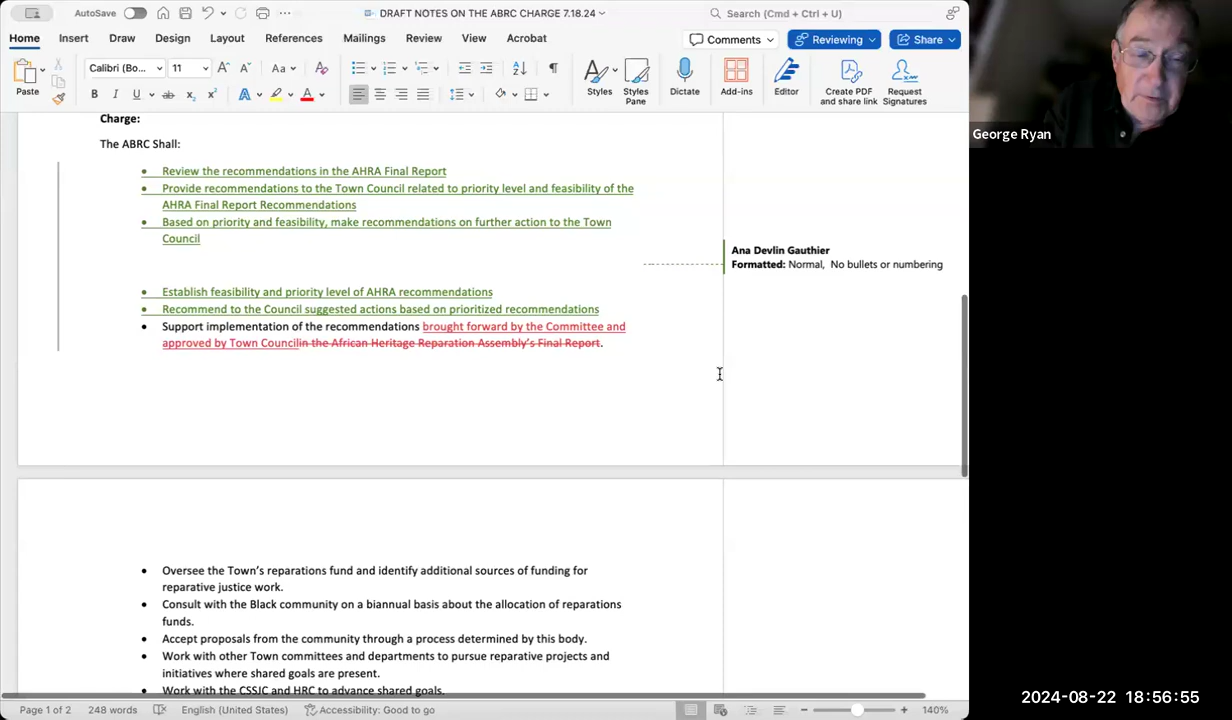 AutoSave
DRAFT NOTES ON THE ABRC CHARGE 7.18.24
Search (Cmd + Ctrl + U)
Home Insert Draw Design Layout References Mailings Review View Acrobat
Comments Reviewing Share
Paste
Calibri (Bo... 11
Aa
Styles
Styles Pane
Dictate
Add-ins
Editor
Create PDF and share link
Request Signatures
George Ryan
Charge:
The ABRC Shall:
• Review the recommendations in the AHRA Final Report
• Provide recommendations to the Town Council related to priority level and feasibility of the
AHRA Final Report Recommendations
• Based on priority and feasibility, make recommendations on further action to the Town
Council
Ana Devlin Gauthier
Formatted: Normal, No bullets or numbering
• Establish feasibility and priority level of AHRA recommendations
• Recommend to the Council suggested actions based on prioritized recommendations
• Support implementation of the recommendations brought forward by the Committee and
approved by Town Councilin the African Heritage Reparation Assembly's Final Report.
• Oversee the Town's reparations fund and identify additional sources of funding for
reparative justice work.
• Consult with the Black community on a biannual basis about the allocation of reparations
funds.
• Accept proposals from the community through a process determined by this body.
• Work with other Town committees and departments to pursue reparative projects and
initiatives where shared goals are present.
• Work with the CSSJC and HRC to advance shared goals.
Page 1 of 2 248 words English (United States) Accessibility: Good to go 140%
2024-08-22 18:56:55